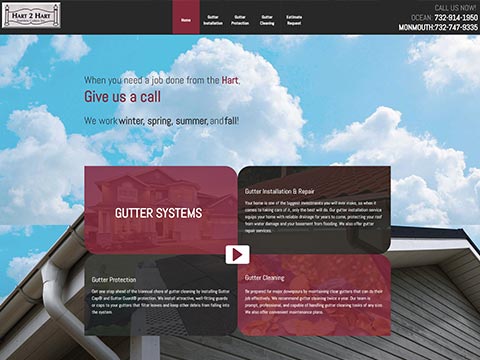 HART 2 HART
Home
Gutter Installation
Gutter Protection
Gutter Cleaning
Estimate Request
CALL US NOW!
OCEAN: 732-914-1950
MONMOUTH:732-747-9335
When you need a job done from the Hart,
Give us a call
We work winter, spring, summer, and fall!
GUTTER SYSTEMS
Gutter Installation & Repair
Your home is one of the biggest investments you will ever make, so when it
comes to taking care of it, only the best will do. Our gutter installation service
equips your home with reliable drainage for years to come, protecting your roof
from water damage and your basement from flooding. We also offer gutter
repair services.
Gutter Protection
Get one step ahead of the biannual chore of gutter cleaning by installing Gutter
Cap® and Gutter Guard® protection. We install attractive, well-fitting guards
or caps to your gutters that filter leaves and keep other debris from falling into
the system.
Gutter Cleaning
Be prepared for major downpours by maintaining clear gutters that can do their
job effectively. We recommend gutter cleaning twice a year. Our team is
prompt, professional, and capable of handling gutter cleaning tasks of any size.
We also offer convenient maintenance plans.